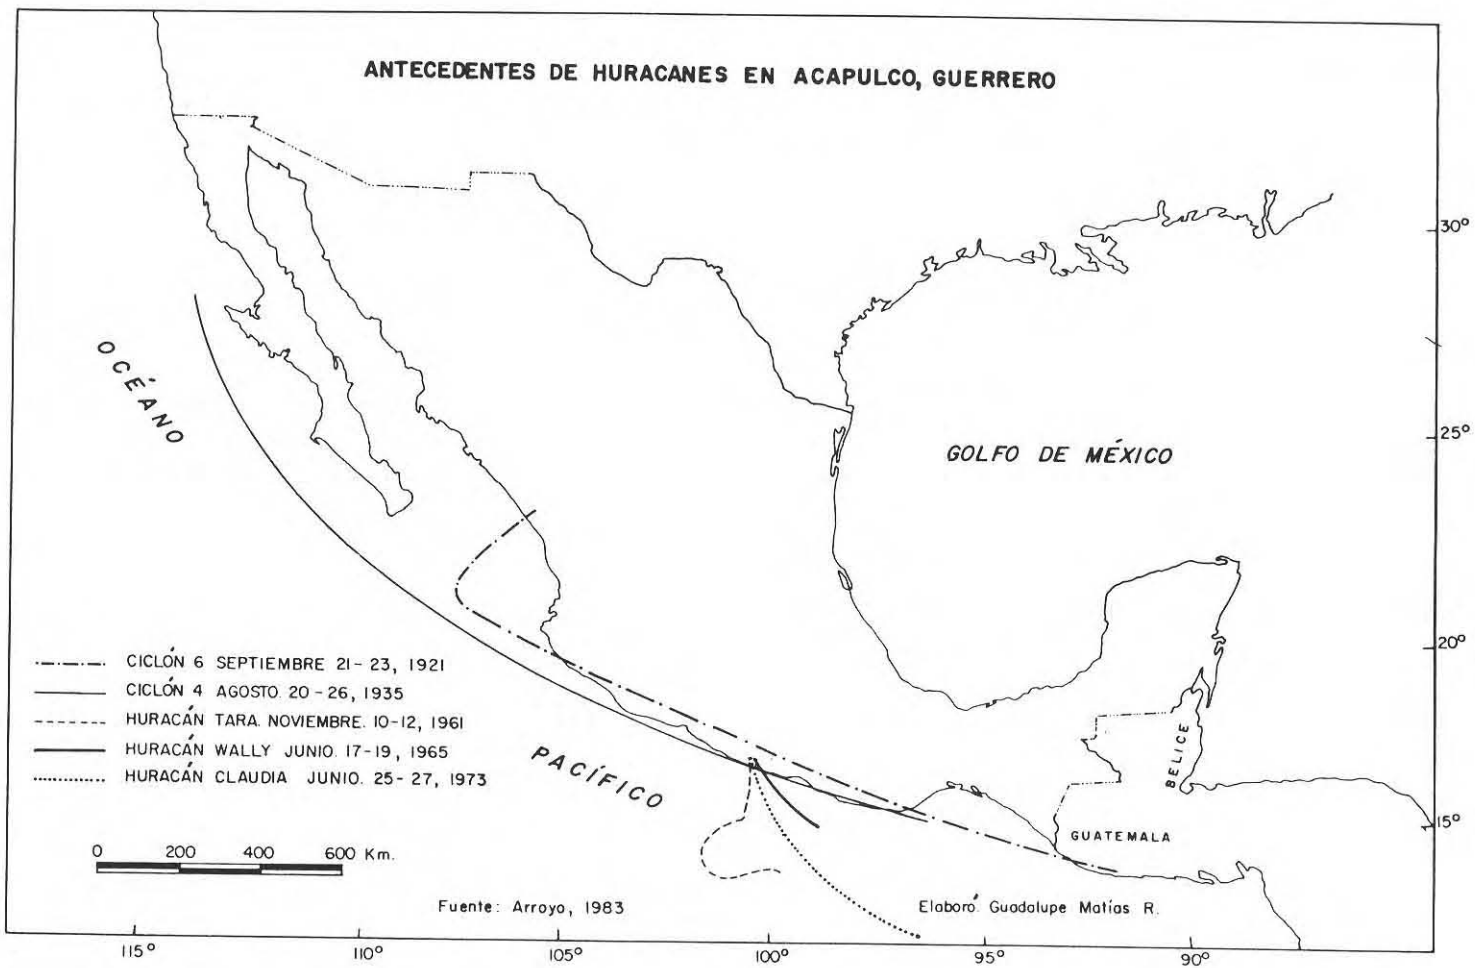 ANTECEDENTES DE HURACANES EN ACAPULCO, GUERRERO
30°
OCÉANO
25°
GOLFO DE MÉXICO
20°
CICLÓN 6 SEPTIEMBRE 21-23, 1921
CICLÓN 4 AGOSTO. 20-26, 1935
HURACÁN TARA. NOVIEMBRE. 10-12, 1961
HURACÁN WALLY JUNIO. 17-19, 1965
HURACÁN CLAUDIA JUNIO. 25-27, 1973
PACÍFICO
BELICE
15°
GUATEMALA
0 200 400 600 Km.
Fuente: Arroyo, 1983
Elaboró. Guadalupe Matías R.
115° 110° 105° 100° 95° 90°